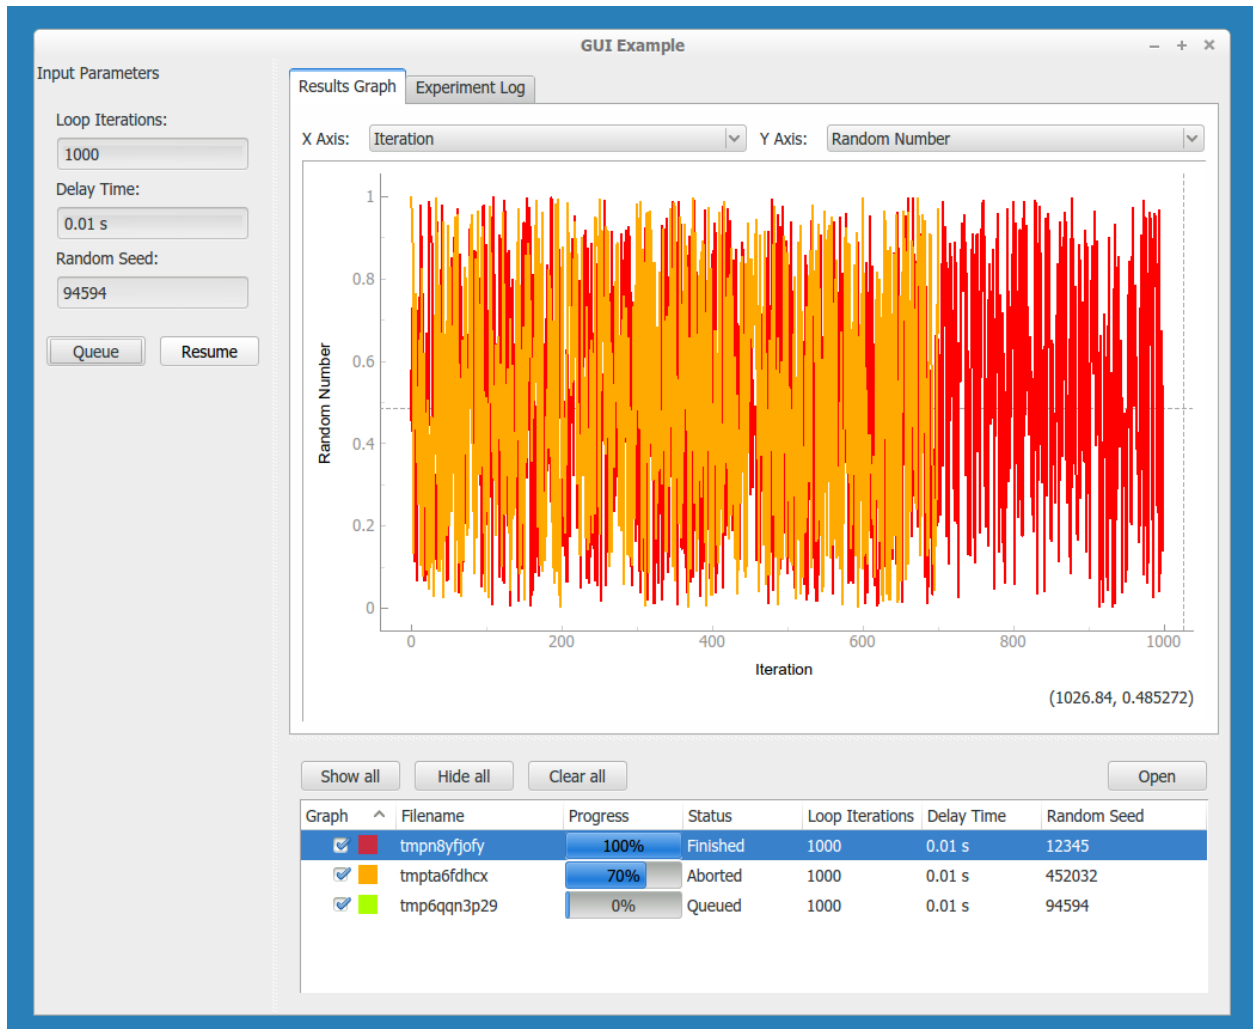 GUI Example
Input Parameters
Loop Iterations:
1000
Delay Time:
0.01 s
Random Seed:
94594
Queue Resume
Results Graph Experiment Log
X Axis: Iteration Y Axis: Random Number
1
0.8
0.6
0.4
0.2
0
Random Number
0 200 400 600 800 1000
Iteration
(1026.84, 0.485272)
Show all Hide all Clear all Open
Graph Filename Progress Status Loop Iterations Delay Time Random Seed
tmpn8yfjofy 100% Finished 1000 0.01 s 12345
tmpta6fdhcx 70% Aborted 1000 0.01 s 452032
tmp6qqn3p29 0% Queued 1000 0.01 s 94594